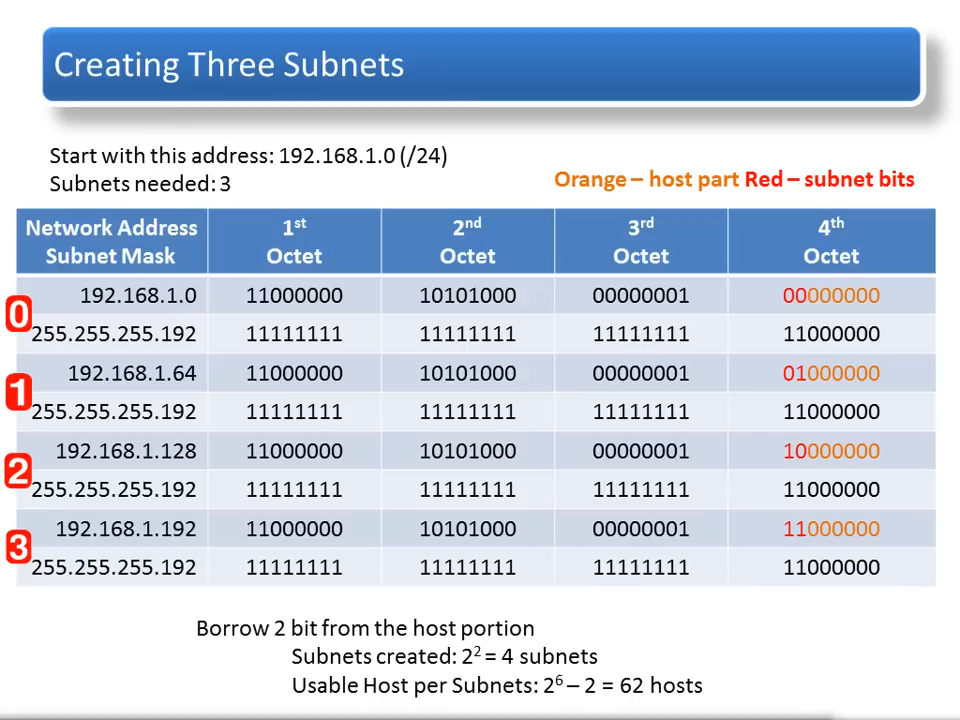 Creating Three Subnets
Start with this address: 192.168.1.0 (/24)
Subnets needed: 3
Orange – host part Red – subnet bits
Network Address Subnet Mask 1st Octet 2nd Octet 3rd Octet 4th Octet
0
192.168.1.0 11000000 10101000 00000001 00000000
255.255.255.192 11111111 11111111 11111111 11000000
1
192.168.1.64 11000000 10101000 00000001 01000000
255.255.255.192 11111111 11111111 11111111 11000000
2
192.168.1.128 11000000 10101000 00000001 10000000
255.255.255.192 11111111 11111111 11111111 11000000
3
192.168.1.192 11000000 10101000 00000001 11000000
255.255.255.192 11111111 11111111 11111111 11000000
Borrow 2 bit from the host portion
Subnets created: 2² = 4 subnets
Usable Host per Subnets: 2⁶ – 2 = 62 hosts